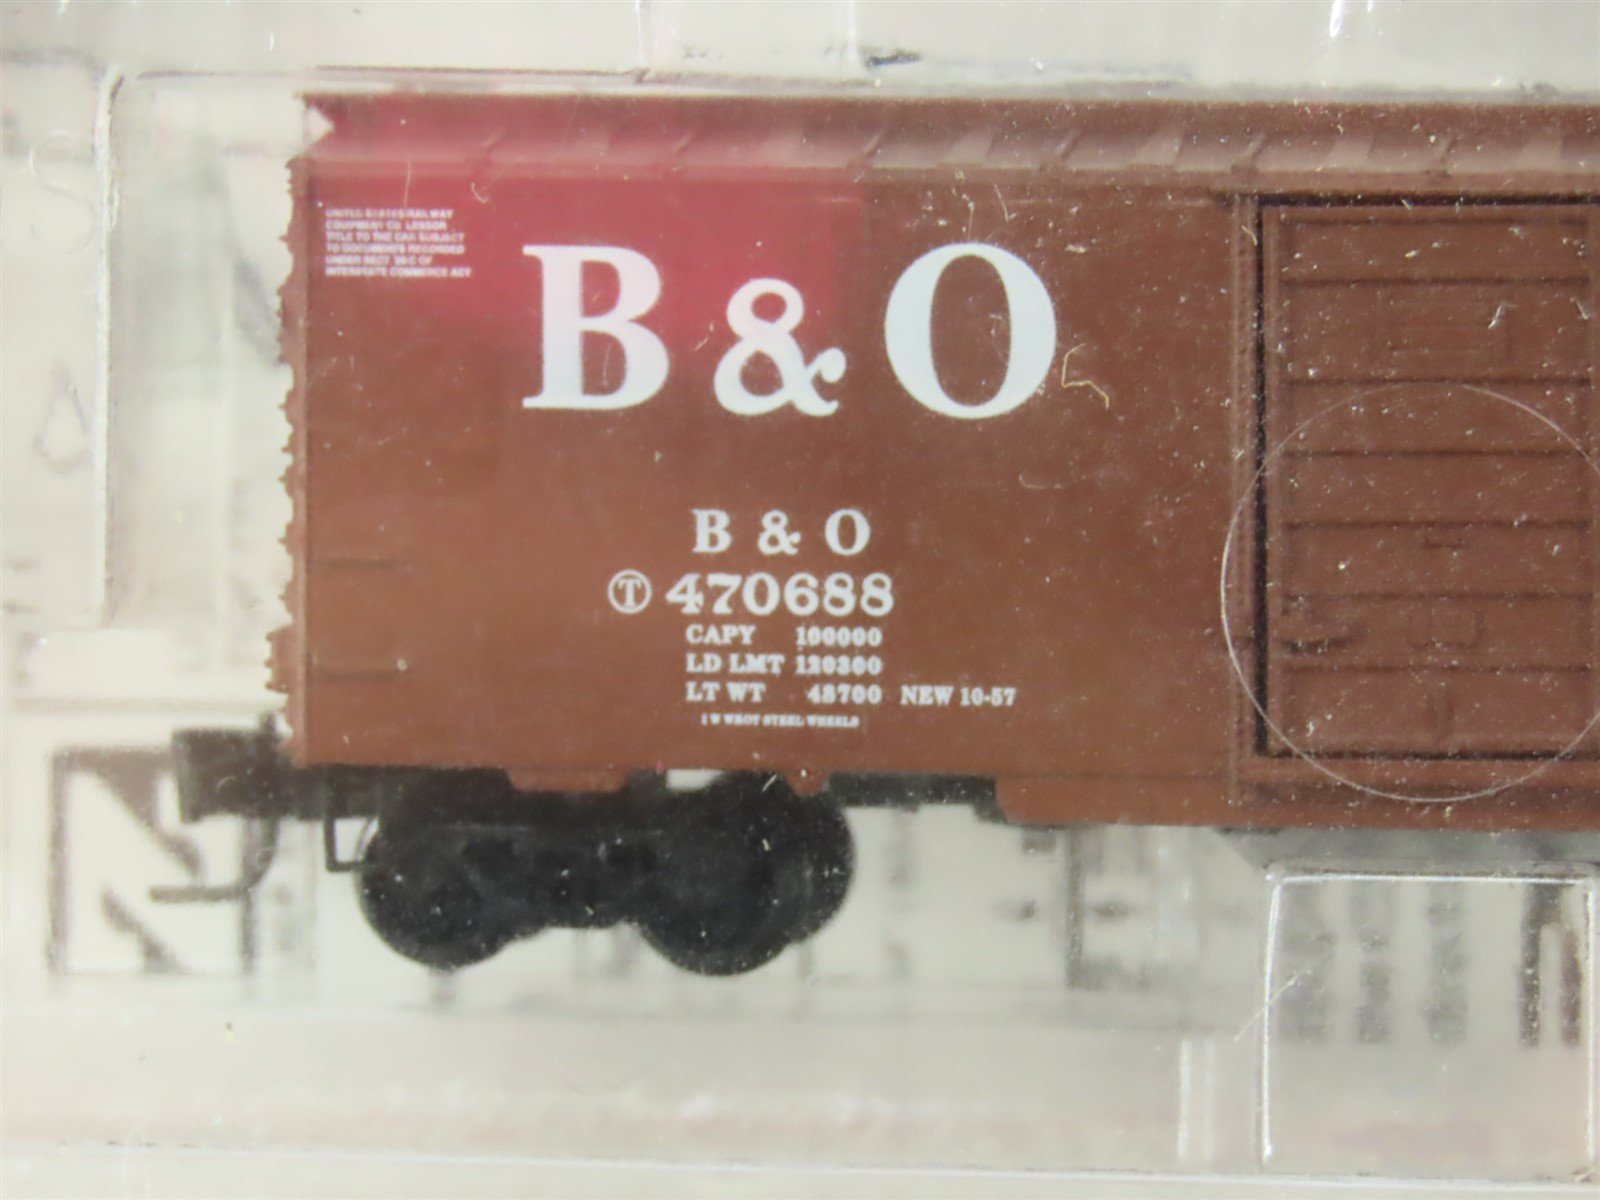 UNITED STATES RAILWAY
EQUIPMENT CO. LESSOR
TITLE TO THE CAR SUBJECT
TO DOCUMENTS RECORDED
UNDER SECT 20-C OF
INTERSTATE COMMERCE ACT
B & O
B & O
Ⓣ 470688
CAPY 100000
LD LMT 120300
LT WT 48700 NEW 10-57
1 W WROT STEEL WHEELS